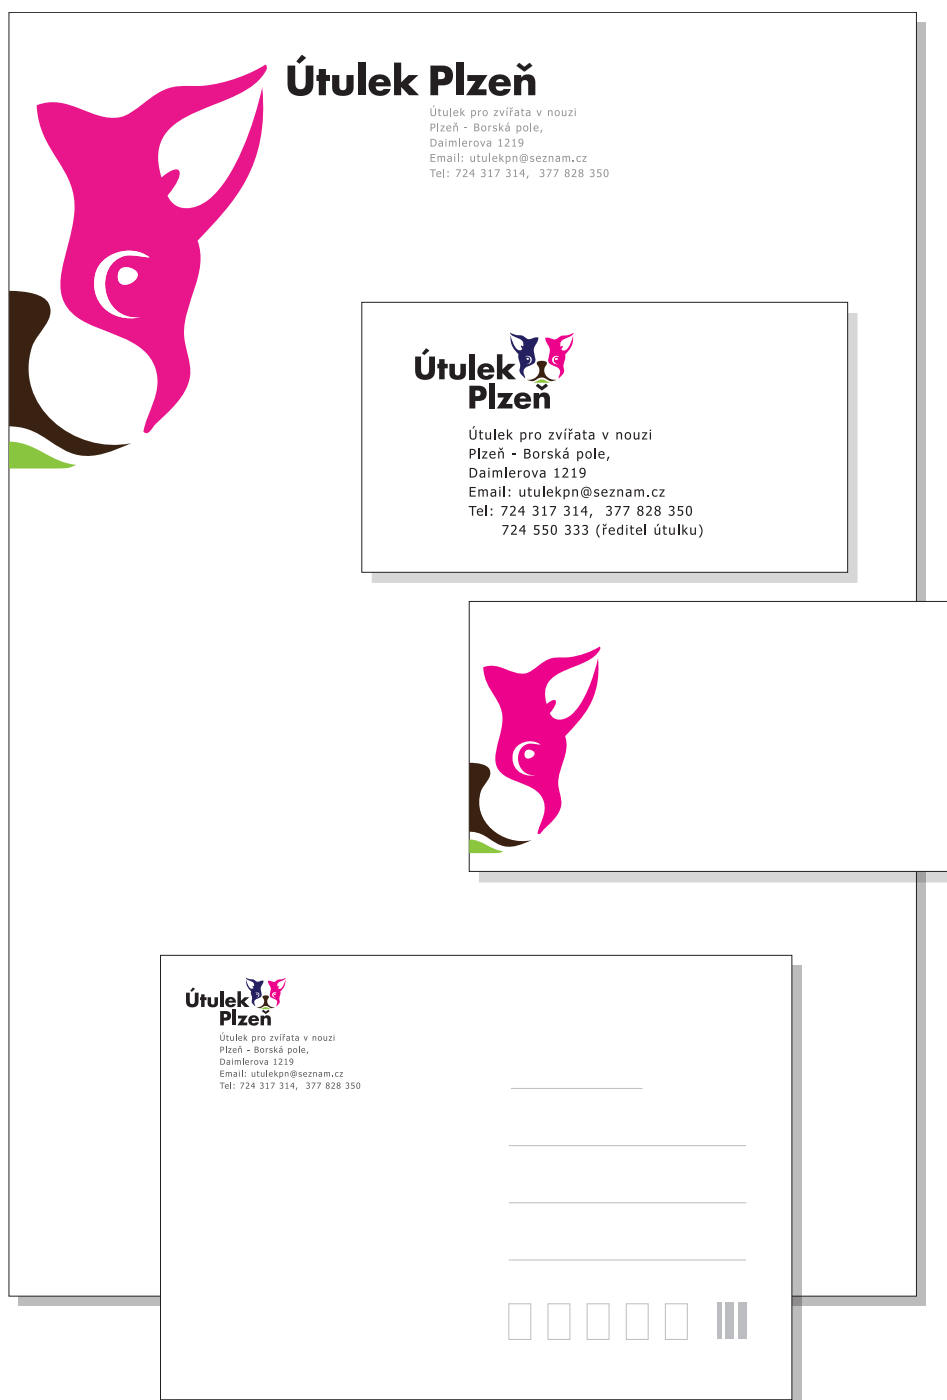 Útulek Plzeň
Útulek pro zvířata v nouzi
Plzeň - Borská pole,
Daimlerova 1219
Email: utulekpn@seznam.cz
Tel: 724 317 314, 377 828 350
Útulek
Plzeň
Útulek pro zvířata v nouzi
Plzeň - Borská pole,
Daimlerova 1219
Email: utulekpn@seznam.cz
Tel: 724 317 314, 377 828 350
724 550 333 (ředitel útulku)
Útulek
Plzeň
Útulek pro zvířata v nouzi
Plzeň - Borská pole,
Daimlerova 1219
Email: utulekpn@seznam.cz
Tel: 724 317 314, 377 828 350